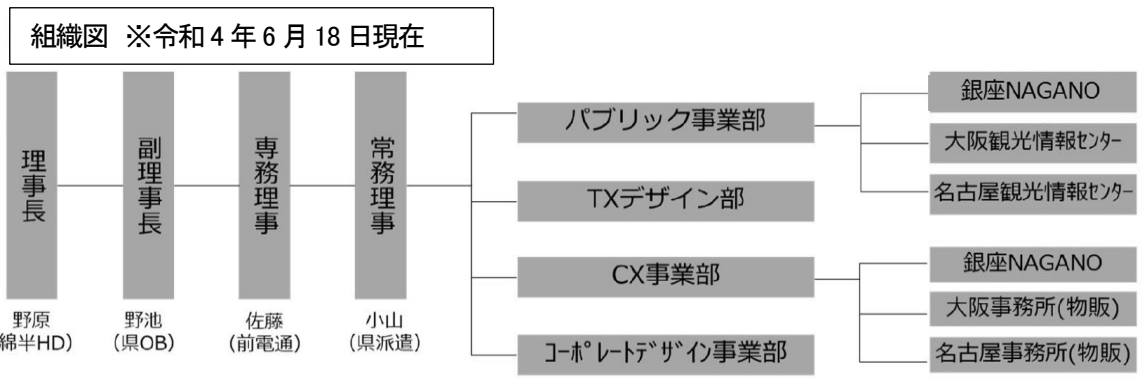 組織図 ※令和4年6月18日現在
理事長
副理事長
専務理事
常務理事
野原
綿半HD)
野池
(県OB)
佐藤
(前電通)
小山
(県派遣)
パブリック事業部
TXデザイン部
CX事業部
ｺｰﾎﾟﾚｰﾄﾃﾞｻﾞｲﾝ事業部
銀座NAGANO
大阪観光情報ｾﾝﾀｰ
名古屋観光情報ｾﾝﾀｰ
銀座NAGANO
大阪事務所(物販)
名古屋事務所(物販)